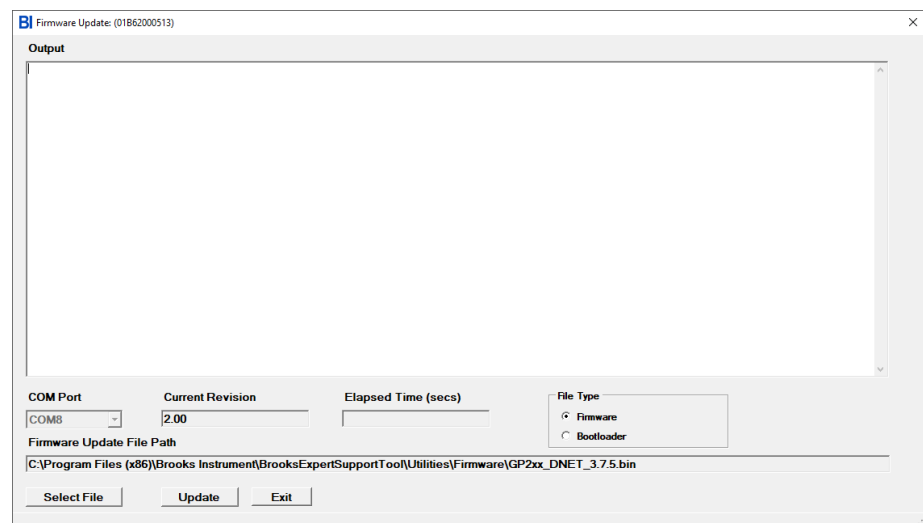 BI Firmware Update: (01B62000513)
Output
COM Port
Current Revision
Elapsed Time (secs)
File Type
COM8
2.00
Firmware
Bootloader
Firmware Update File Path
C:\Program Files (x86)\Brooks Instrument\BrooksExpertSupportTool\Utilities\Firmware\GP2xx_DNET_3.7.5.bin
Select File
Update
Exit